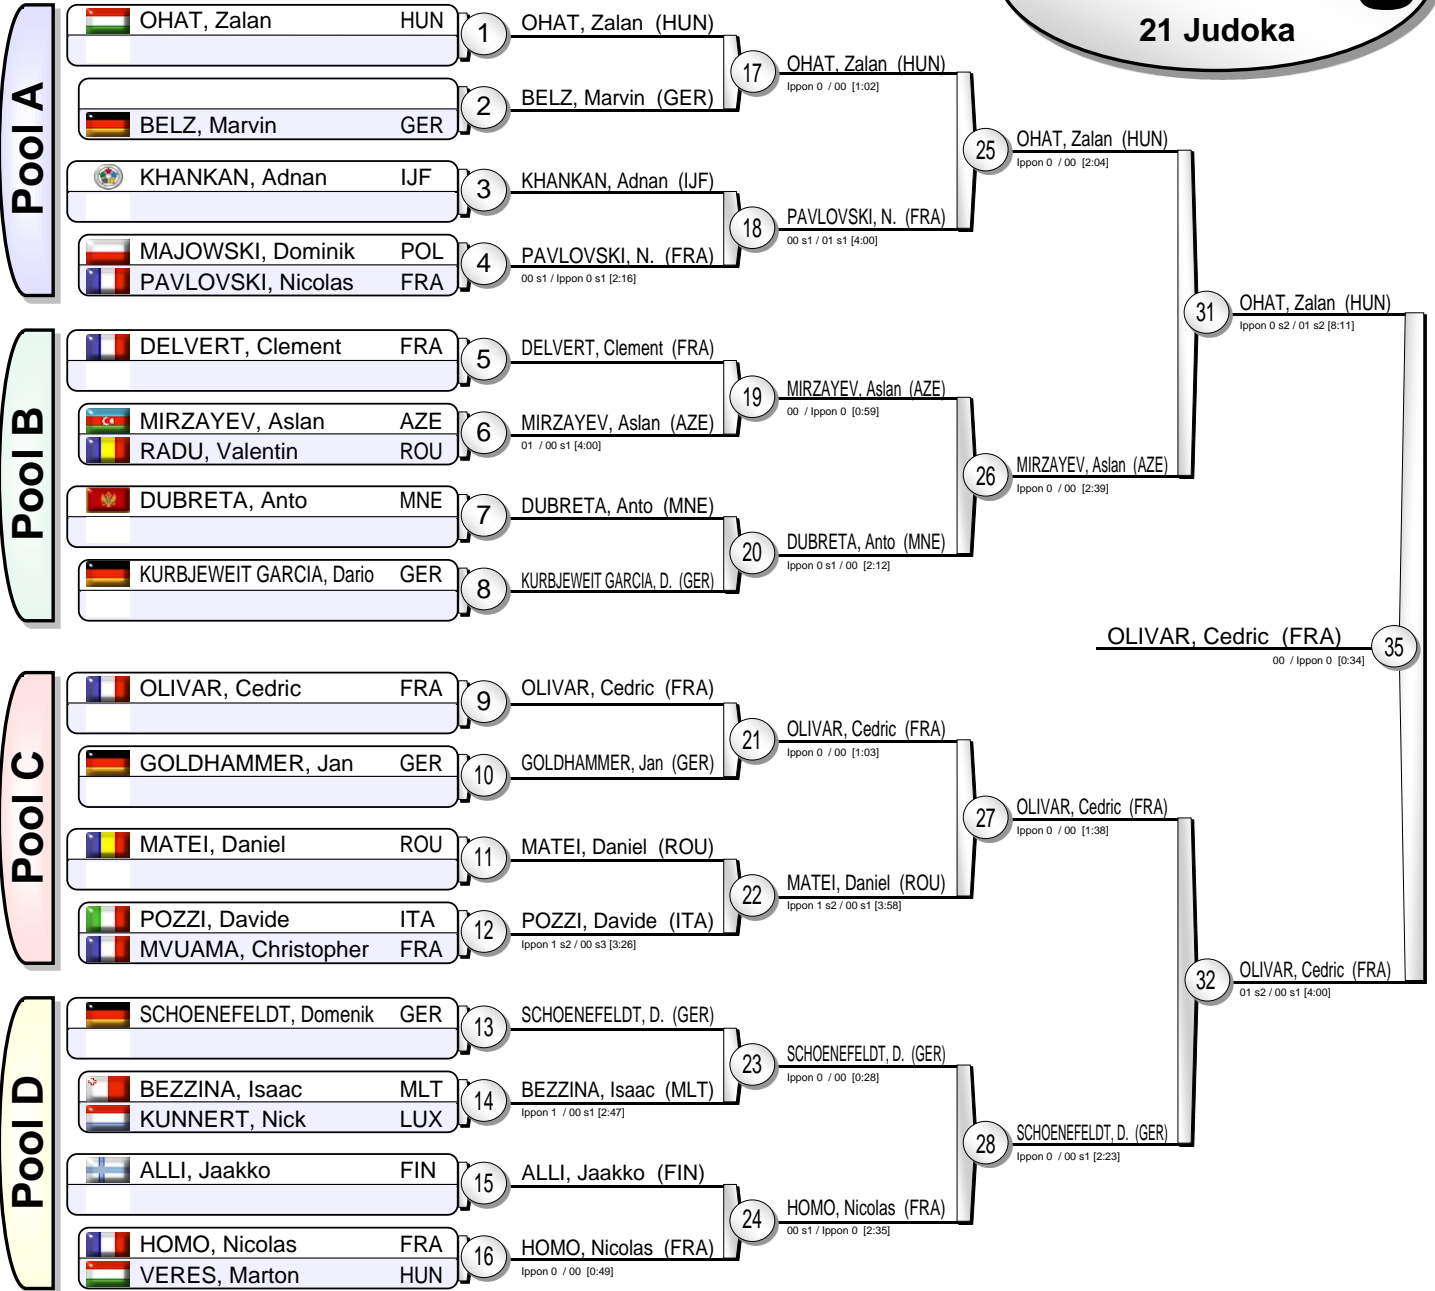 21 Judoka
Pool A
OHAT, Zalan HUN
1
BELZ, Marvin GER
2
KHANKAN, Adnan IJF
3
MAJOWSKI, Dominik POL
PAVLOVSKI, Nicolas FRA
4
Pool B
DELVERT, Clement FRA
5
MIRZAYEV, Aslan AZE
RADU, Valentin ROU
6
DUBRETA, Anto MNE
7
KURBJEWEIT GARCIA, Dario GER
8
Pool C
OLIVAR, Cedric FRA
9
GOLDHAMMER, Jan GER
10
MATEI, Daniel ROU
11
POZZI, Davide ITA
MVUAMA, Christopher FRA
12
Pool D
SCHOENEFELDT, Domenik GER
13
BEZZINA, Isaac MLT
KUNNERT, Nick LUX
14
ALLI, Jaakko FIN
15
HOMO, Nicolas FRA
VERES, Marton HUN
16
OHAT, Zalan (HUN)
BELZ, Marvin (GER)
17
KHANKAN, Adnan (IJF)
PAVLOVSKI, N. (FRA)
00 s1 / Ippon 0 s1 [2:16]
18
DELVERT, Clement (FRA)
MIRZAYEV, Aslan (AZE)
01 / 00 s1 [4:00]
19
DUBRETA, Anto (MNE)
KURBJEWEIT GARCIA, D. (GER)
20
OLIVAR, Cedric (FRA)
GOLDHAMMER, Jan (GER)
21
MATEI, Daniel (ROU)
POZZI, Davide (ITA)
Ippon 1 s2 / 00 s3 [3:26]
22
SCHOENEFELDT, D. (GER)
BEZZINA, Isaac (MLT)
Ippon 1 / 00 s1 [2:47]
23
ALLI, Jaakko (FIN)
HOMO, Nicolas (FRA)
Ippon 0 / 00 [0:49]
24
OHAT, Zalan (HUN)
Ippon 0 / 00 [1:02]
PAVLOVSKI, N. (FRA)
00 s1 / 01 s1 [4:00]
25
MIRZAYEV, Aslan (AZE)
00 / Ippon 0 [0:59]
DUBRETA, Anto (MNE)
Ippon 0 s1 / 00 [2:12]
26
OLIVAR, Cedric (FRA)
Ippon 0 / 00 [1:03]
MATEI, Daniel (ROU)
Ippon 1 s2 / 00 s1 [3:58]
27
SCHOENEFELDT, D. (GER)
Ippon 0 / 00 [0:28]
HOMO, Nicolas (FRA)
00 s1 / Ippon 0 [2:35]
28
OHAT, Zalan (HUN)
Ippon 0 / 00 [2:04]
MIRZAYEV, Aslan (AZE)
Ippon 0 / 00 [2:39]
31
OLIVAR, Cedric (FRA)
Ippon 0 / 00 [1:38]
SCHOENEFELDT, D. (GER)
Ippon 0 / 00 s1 [2:23]
32
OHAT, Zalan (HUN)
Ippon 0 s2 / 01 s2 [8:11]
OLIVAR, Cedric (FRA)
01 s2 / 00 s1 [4:00]
OLIVAR, Cedric (FRA)
00 / Ippon 0 [0:34]
35